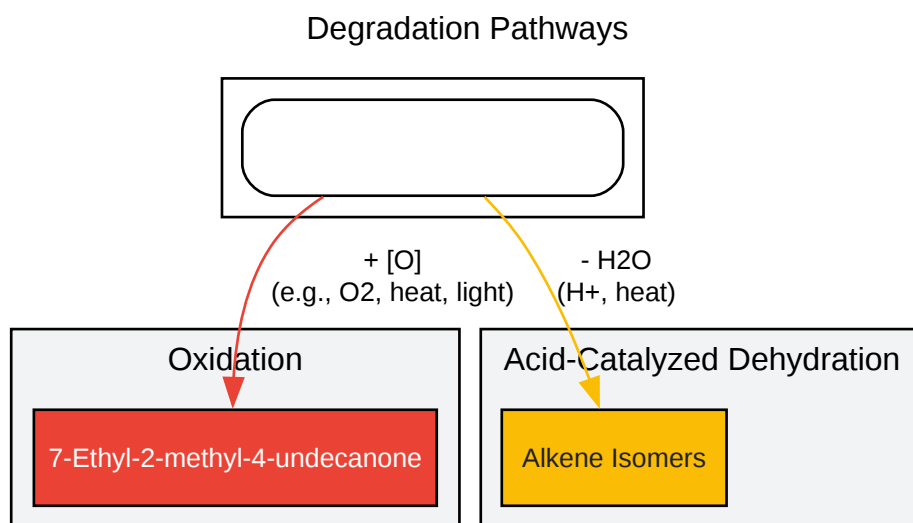 Degradation Pathways
+ [O]
(e.g., O2, heat, light)
- H2O
(H+, heat)
Oxidation
Acid-Catalyzed Dehydration
7-Ethyl-2-methyl-4-undecanone
Alkene Isomers